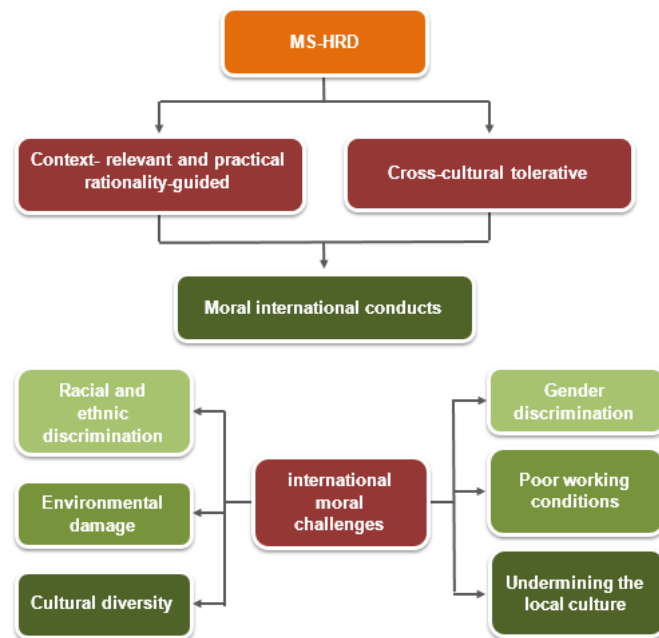 MS-HRD
Context- relevant and practical
rationality-guided
Cross-cultural tolerative
Moral international conducts
Racial and
ethnic
discrimination
Gender
discrimination
international
moral
challenges
Environmental
damage
Poor working
conditions
Cultural diversity
Undermining the
local culture